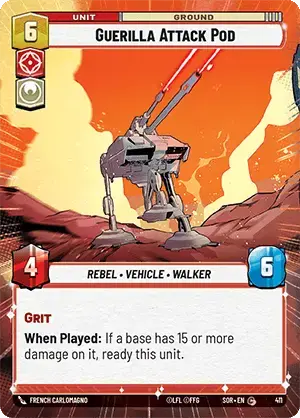 UNIT GROUND
6 GUERILLA ATTACK POD
4 REBEL • VEHICLE • WALKER 6
GRIT
When Played: If a base has 15 or more
damage on it, ready this unit.
FRENCH CARLOMAGNO ©LFL ©FFG SOR • EN C 411